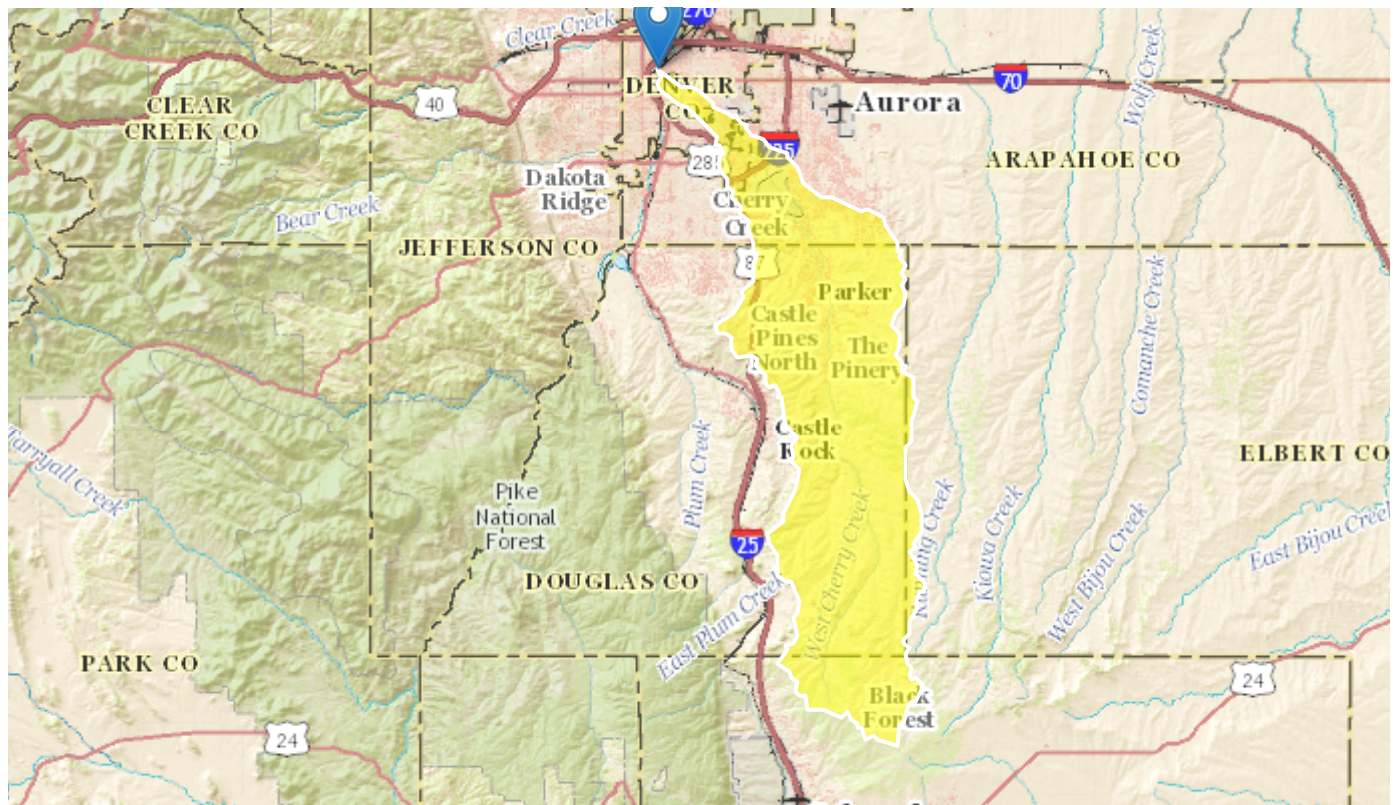 Clear Creek
270
DENVER
CO
CLEAR
CREEK CO
40
Aurora
70
Wolf Creek
285
225
ARAPAHOE CO
Dakota
Ridge
Cherry
Creek
Bear Creek
JEFFERSON CO
87
Parker
Castle
Pines
North
The
Pinery
Comanche Creek
Castle
Rock
Plum Creek
Tarryall Creek
ELBERT CO
Pike
National
Forest
25
West Cherry Creek
Running Creek
Kiowa Creek
West Bijou Creek
East Bijou Creek
DOUGLAS CO
East Plum Creek
PARK CO
24
Black
Forest
24